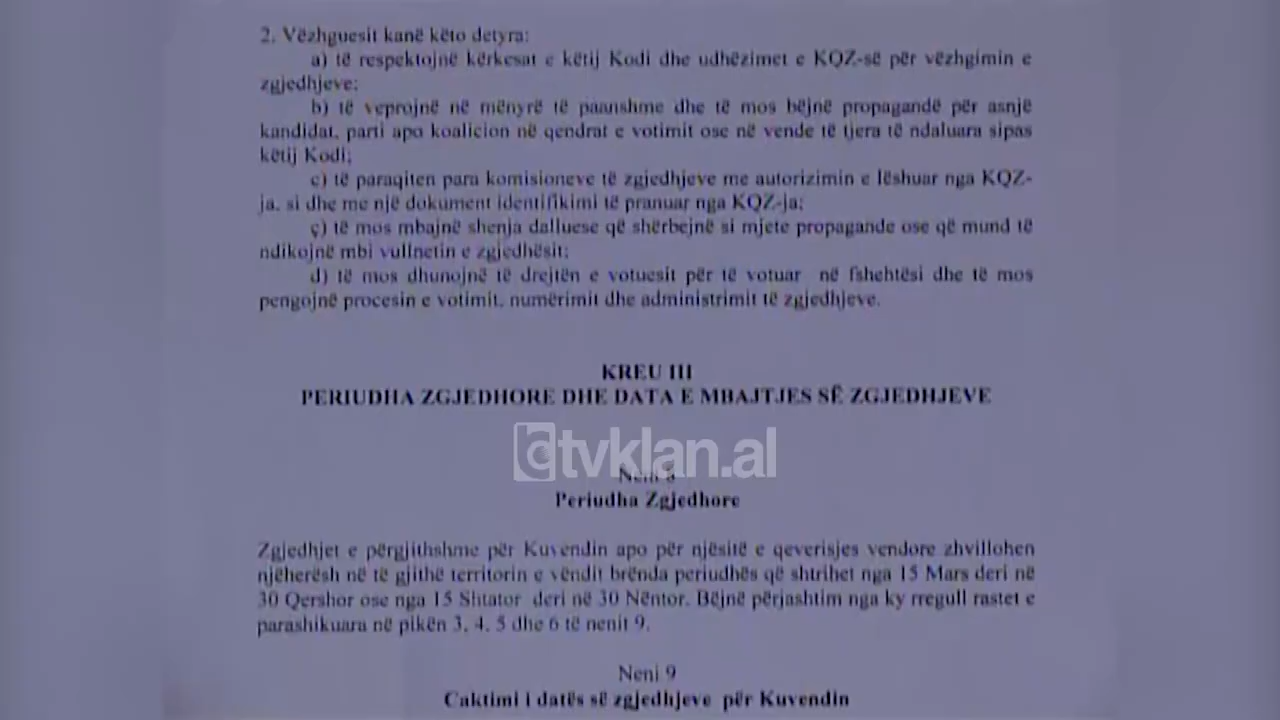 2. Vëzhguesit kanë këto detyra:
a) të respektojnë kërkesat e këtij Kodi dhe udhëzimet e KQZ-së për vëzhgimin e
zgjedhjeve;
b) të veprojnë në mënyrë të paanshme dhe të mos bëjnë propagandë për asnjë
kandidat, parti apo koalicion në qendrat e votimit ose në vende të tjera të ndaluara sipas
këtij Kodi;
c) të paraqiten para komisioneve të zgjedhjeve me autorizimin e lëshuar nga KQZ-
ja, si dhe me një dokument identifikimi të pranuar nga KQZ-ja;
ç) të mos mbajnë shenja dalluese që shërbejnë si mjete propagande ose që mund të
ndikojnë mbi vullnetin e zgjedhësit;
d) të mos dhunojnë të drejtën e votuesit për të votuar në fshehtësi dhe të mos
pengojnë procesin e votimit, numërimit dhe administrimit të zgjedhjeve.
KREU III
PERIUDHA ZGJEDHORE DHE DATA E MBAJTJES SË ZGJEDHJEVE
tvklan.al
Neni
Periudha Zgjedhore
Zgjedhjet e përgjithshme për Kuvendin apo për njësitë e qeverisjes vendore zhvillohen
njëherësh në të gjithë territorin e vëndit brënda periudhës që shtrihet nga 15 Mars deri në
30 Qershor ose nga 15 Shtator deri në 30 Nëntor. Bëjnë përjashtim nga ky rregull rastet e
parashikuara në pikën 3, 4, 5 dhe 6 të nenit 9.
Neni 9
Caktimi i datës së zgjedhjeve për Kuvendin